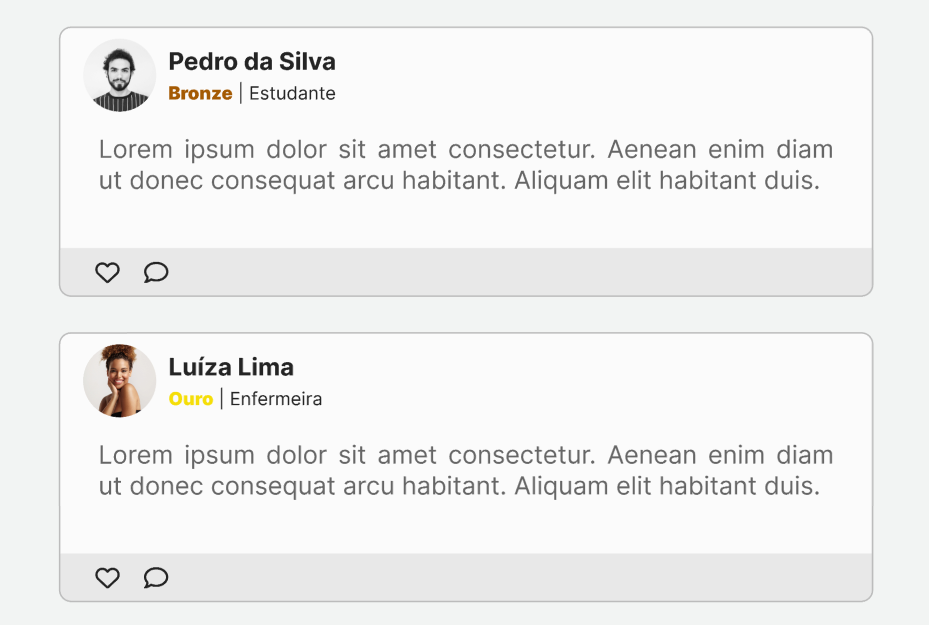 Pedro da Silva
Bronze | Estudante
Lorem ipsum dolor sit amet consectetur. Aenean enim diam
ut donec consequat arcu habitant. Aliquam elit habitant duis.
Luíza Lima
Ouro | Enfermeira
Lorem ipsum dolor sit amet consectetur. Aenean enim diam
ut donec consequat arcu habitant. Aliquam elit habitant duis.